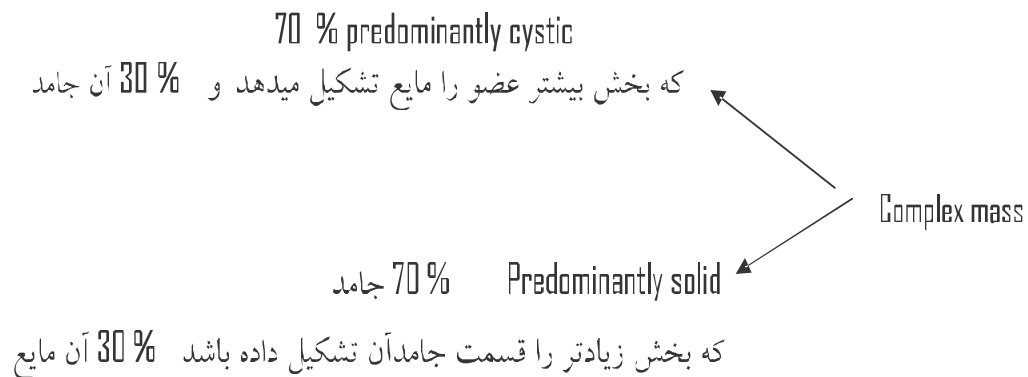 70 % predominantly cystic
که بخش بیشتر عضو را مایع تشکیل میدهد و 30 % آن جامد
Complex mass
Predominantly solid 70 % جامد
که بخش زیادتر را قسمت جامدآن تشکیل داده باشد 30 % آن مایع